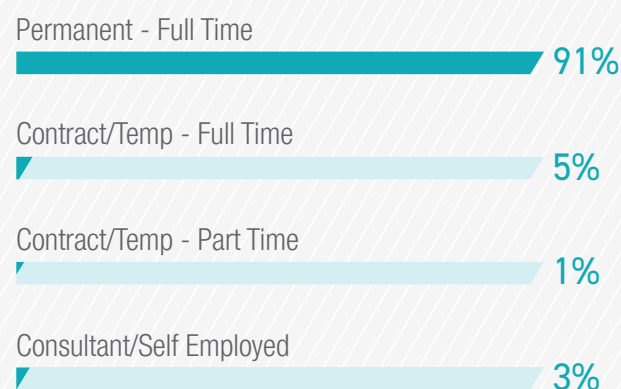 Permanent - Full Time
91%
Contract/Temp - Full Time
5%
Contract/Temp - Part Time
1%
Consultant/Self Employed
3%